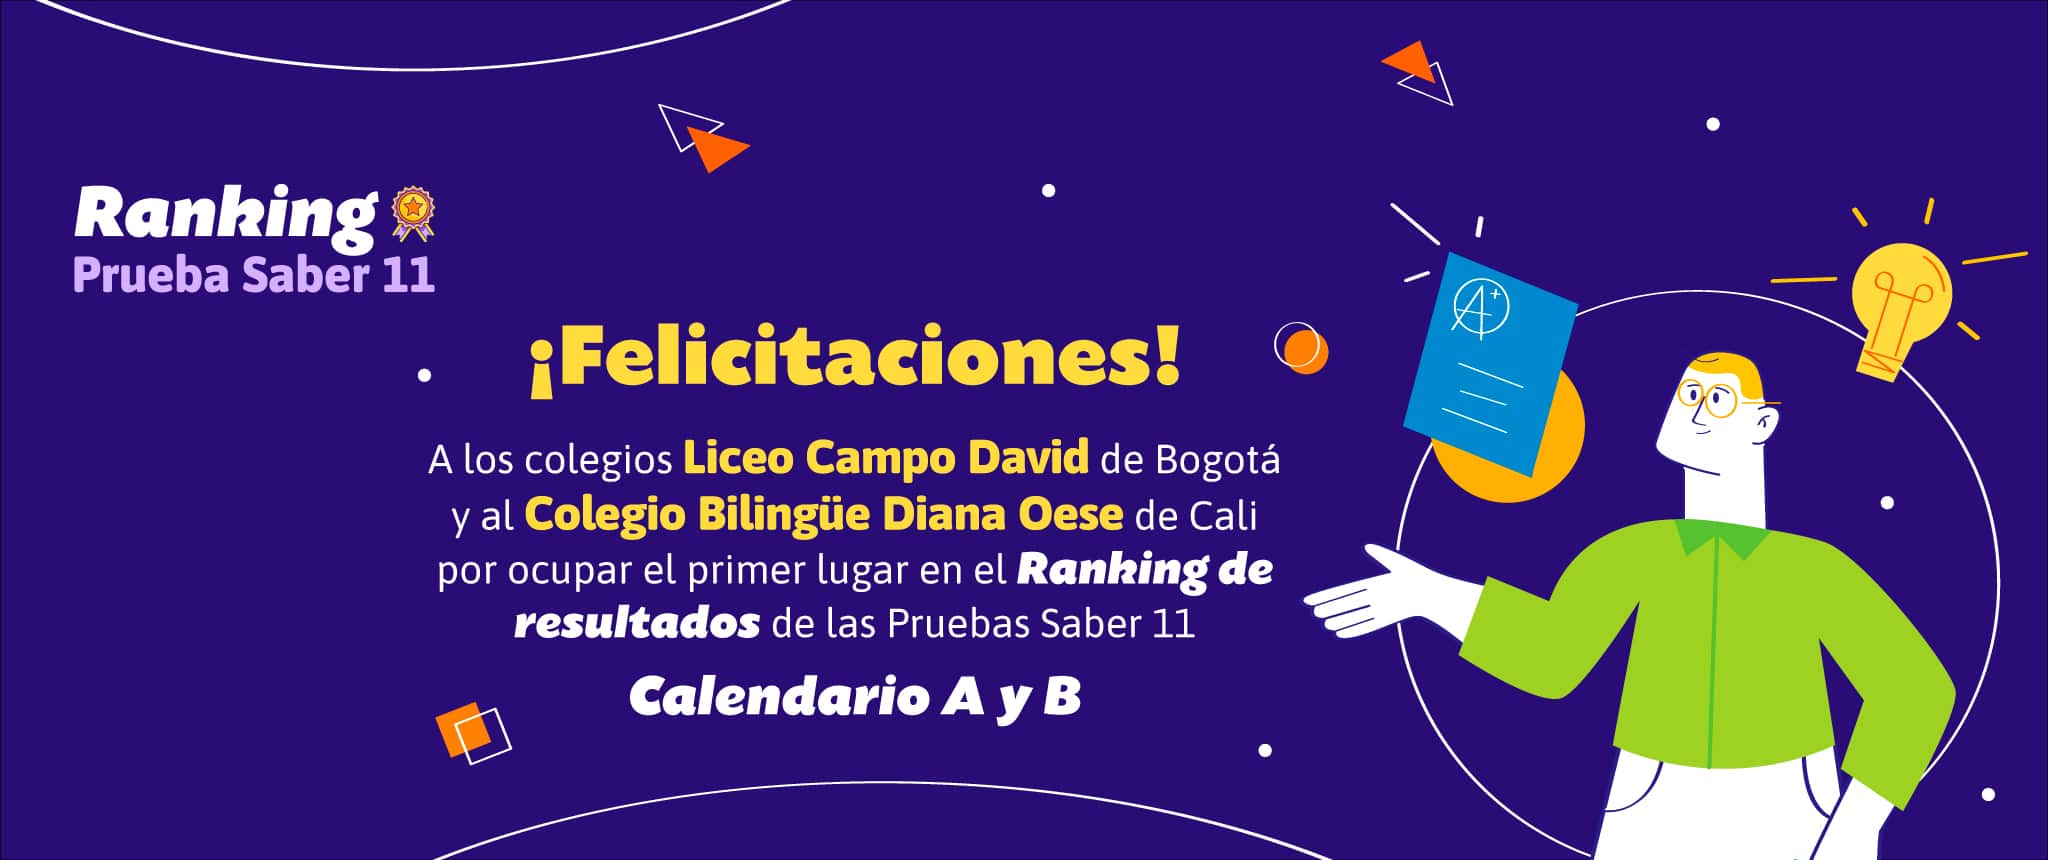 Ranking
Prueba Saber 11
¡Felicitaciones!
A los colegios Liceo Campo David de Bogotá
y al Colegio Bilingüe Diana Oese de Cali
por ocupar el primer lugar en el Ranking de
resultados de las Pruebas Saber 11
Calendario A y B
A+